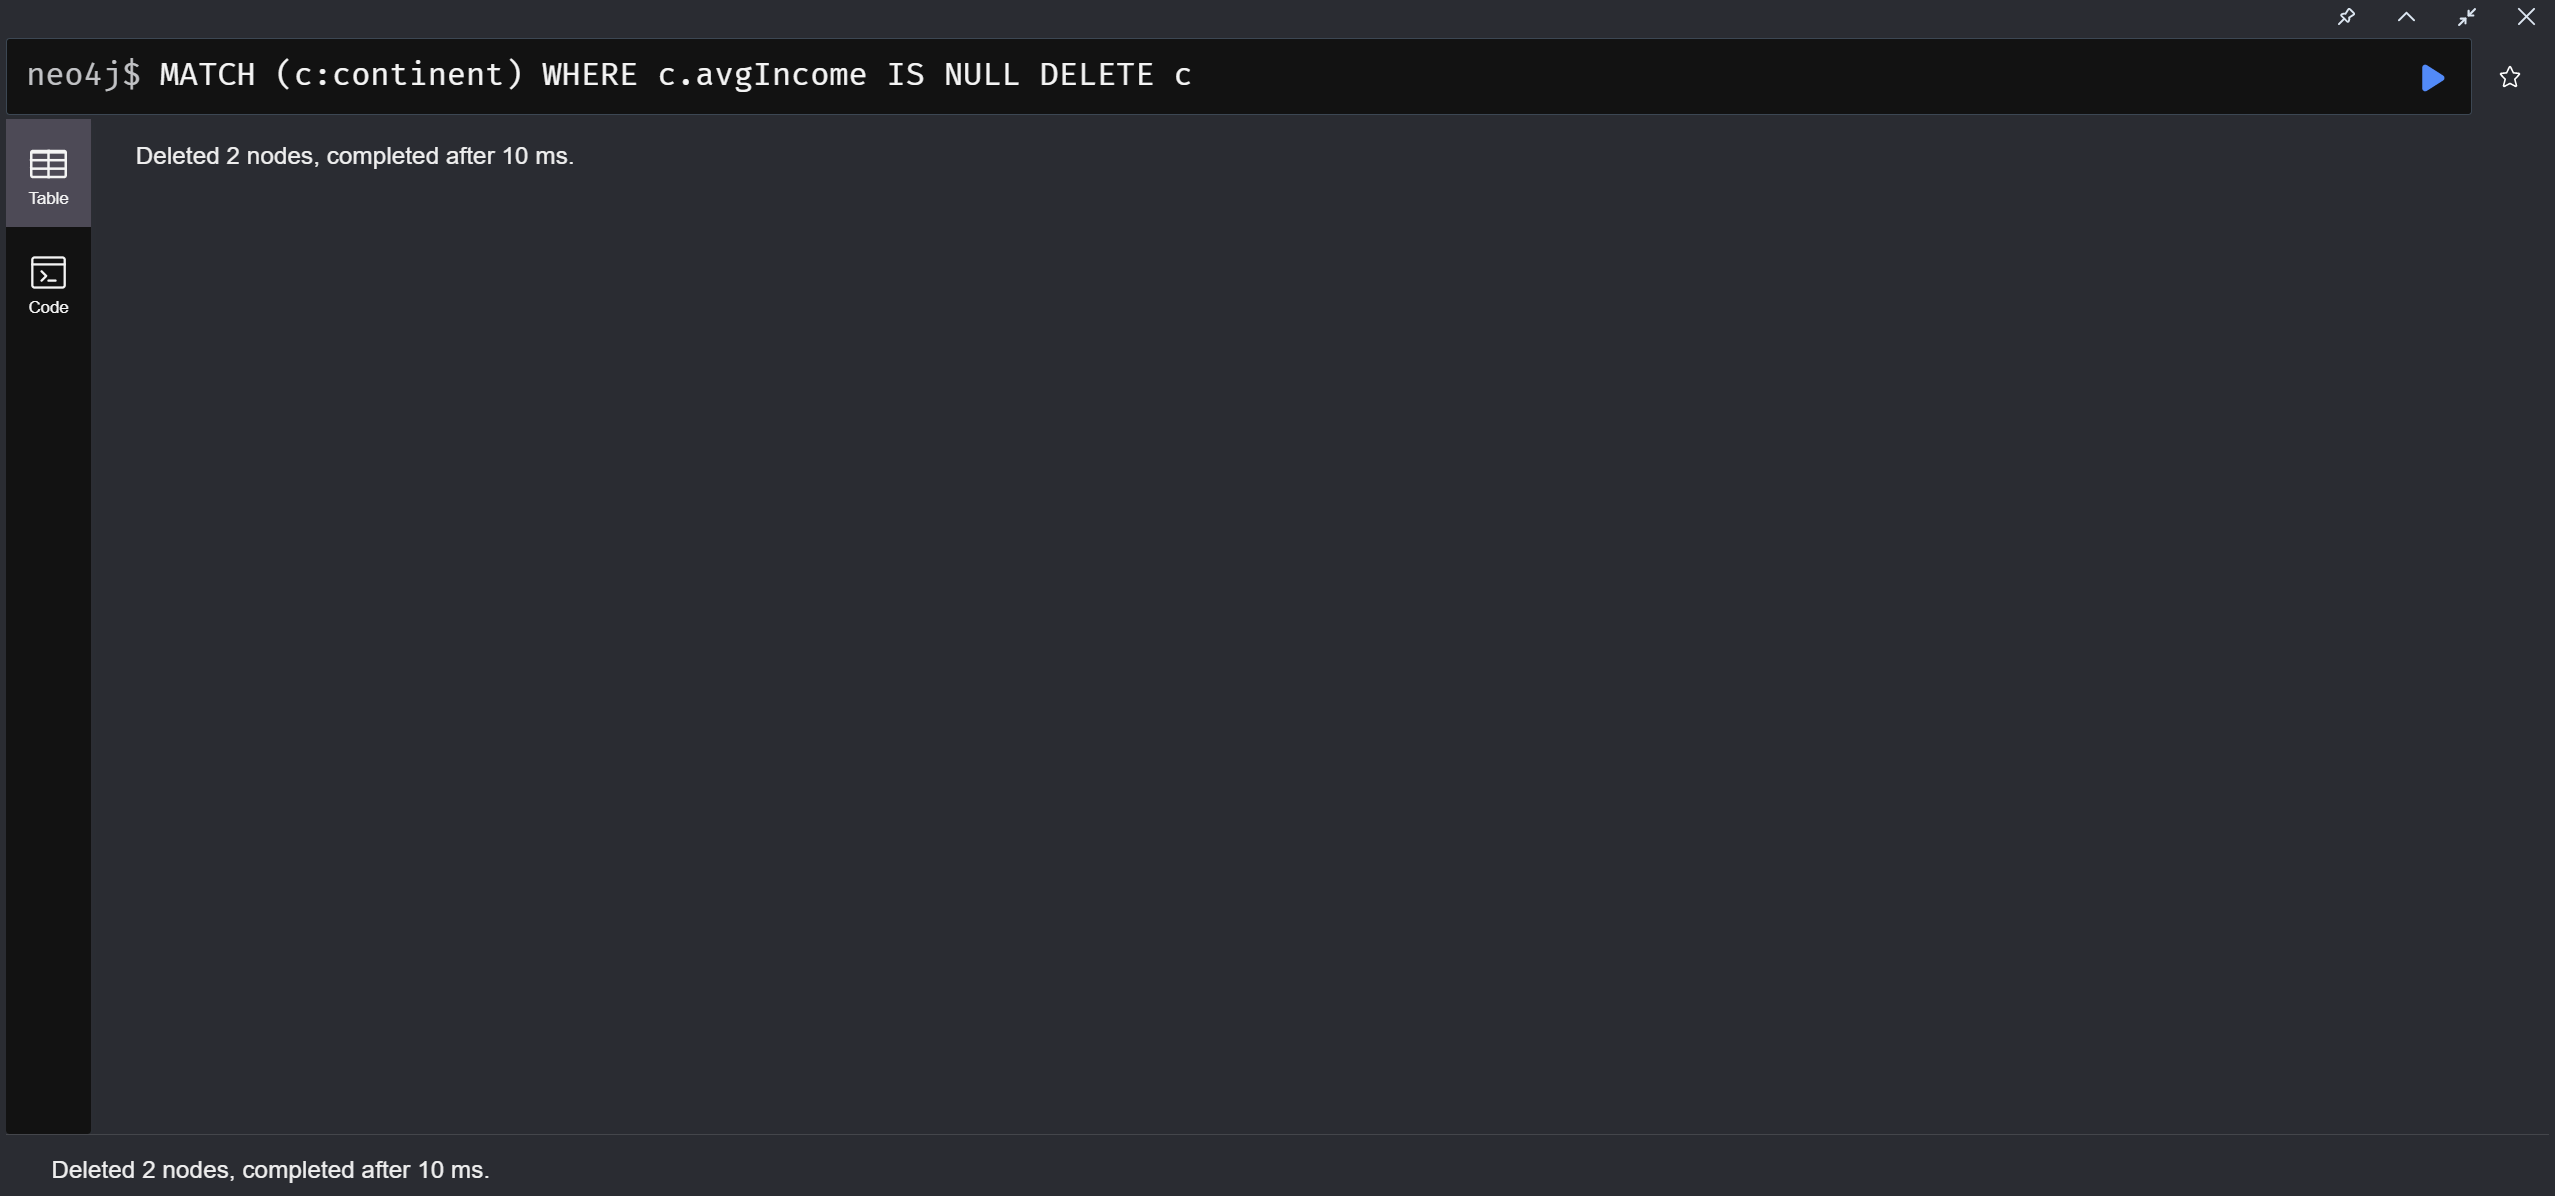 neo4j$ MATCH (c:continent) WHERE c.avgIncome IS NULL DELETE c
Deleted 2 nodes, completed after 10 ms.
Table
Code
Deleted 2 nodes, completed after 10 ms.